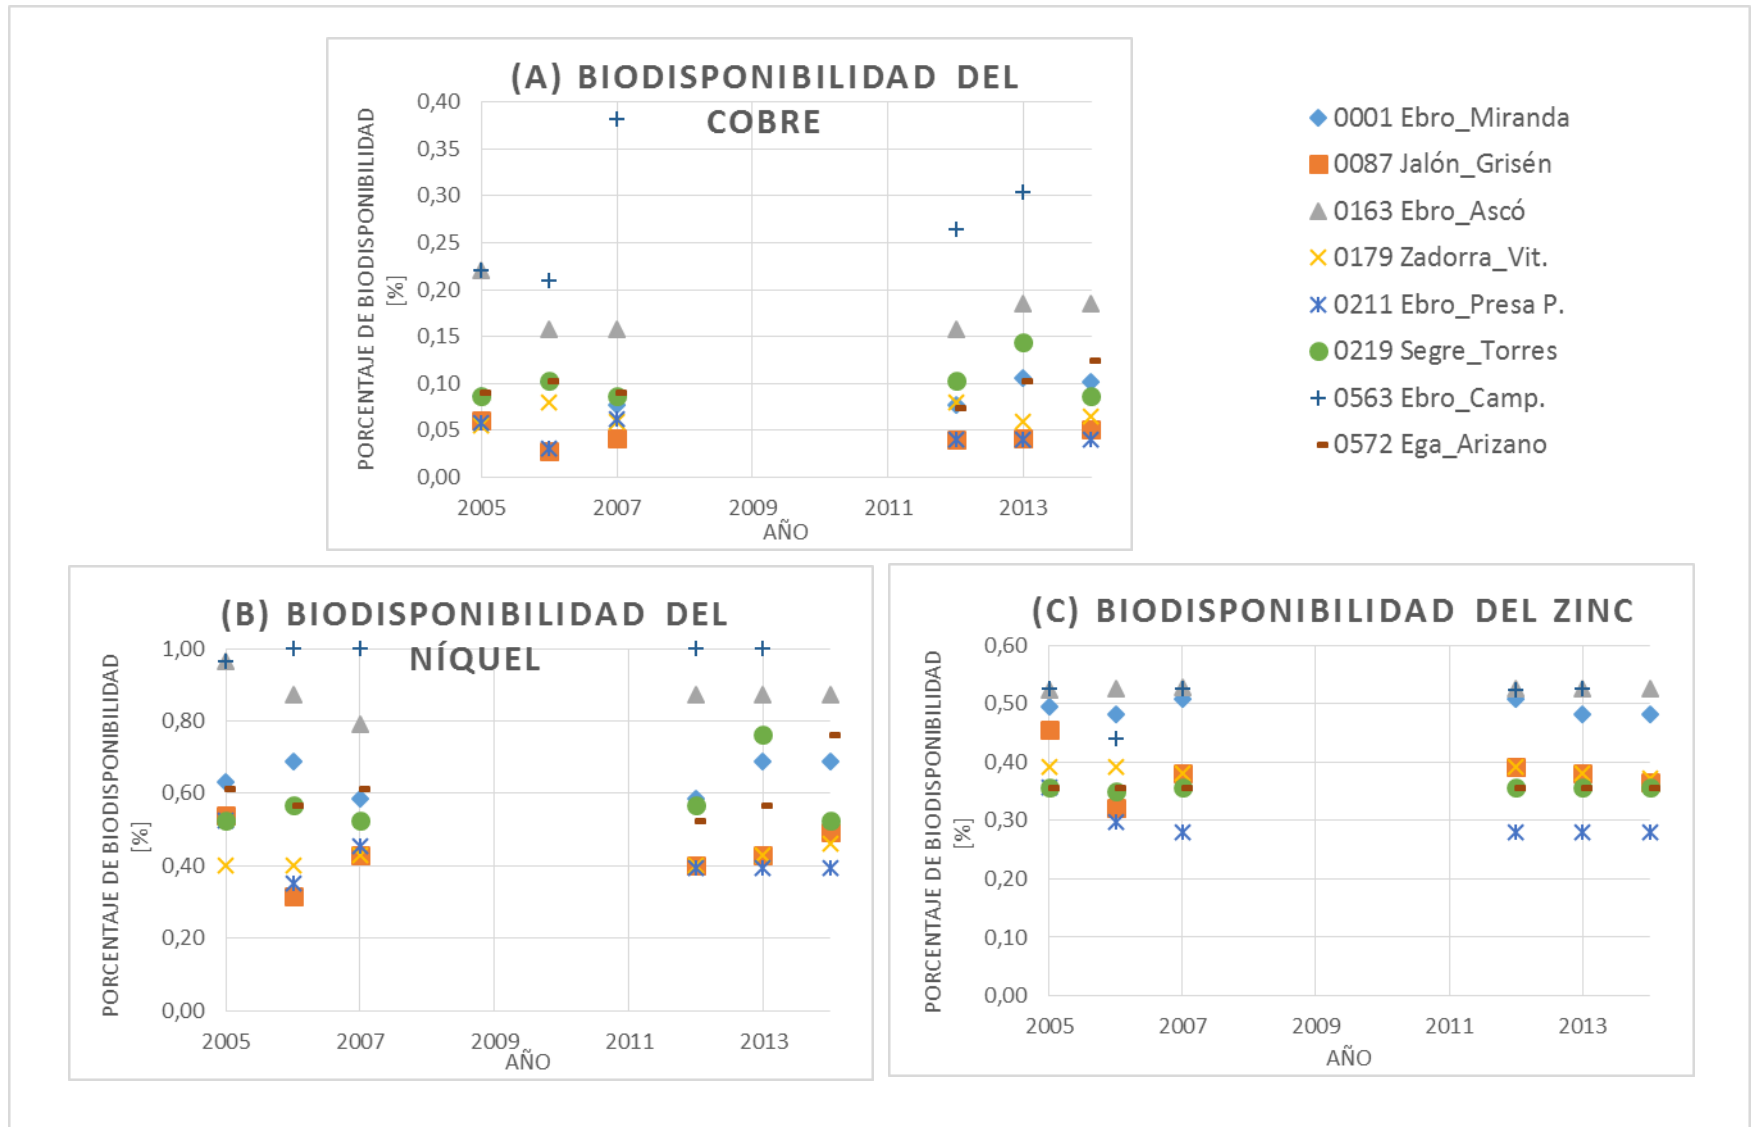 (A) BIODISPONIBILIDAD DEL
COBRE
PORCENTAJE DE BIODISPONIBILIDAD
[%]
0,40
0,35
0,30
0,25
0,20
0,15
0,10
0,05
0,00
2005 2007 2009 2011 2013
AÑO
0001 Ebro_Miranda
0087 Jalón_Grisén
0163 Ebro_Ascó
0179 Zadorra_Vit.
0211 Ebro_Presa P.
0219 Segre_Torres
0563 Ebro_Camp.
0572 Ega_Arizano
(B) BIODISPONIBILIDAD DEL
NÍQUEL
PORCENTAJE DE BIODISPONIBILIDAD
[%]
1,00
0,80
0,60
0,40
0,20
0,00
2005 2007 2009 2011 2013
AÑO
(C) BIODISPONIBILIDAD DEL ZINC
PORCENTAJE DE BIODISPONIBILIDAD
[%]
0,60
0,50
0,40
0,30
0,20
0,10
0,00
2005 2007 2009 2011 2013
AÑO